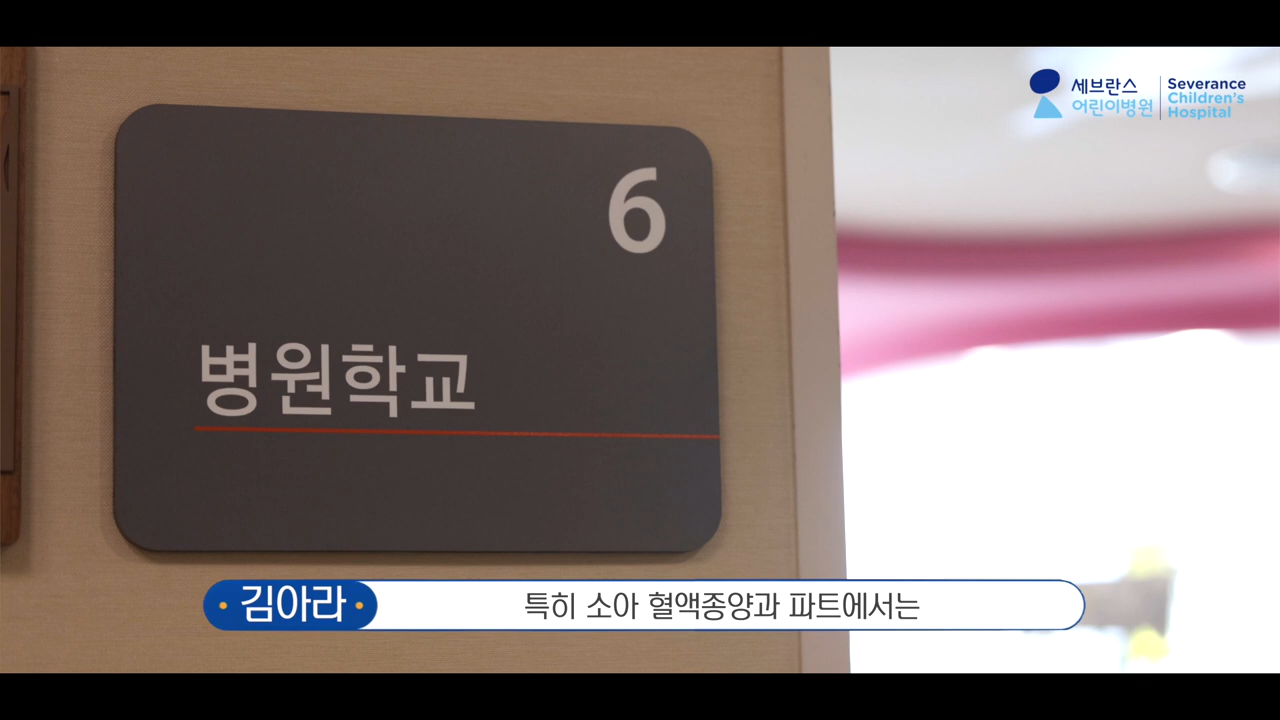 세브란스
어린이병원
Severance
Children's
Hospital
6
병원학교
김아라
특히 소아 혈액종양과 파트에서는